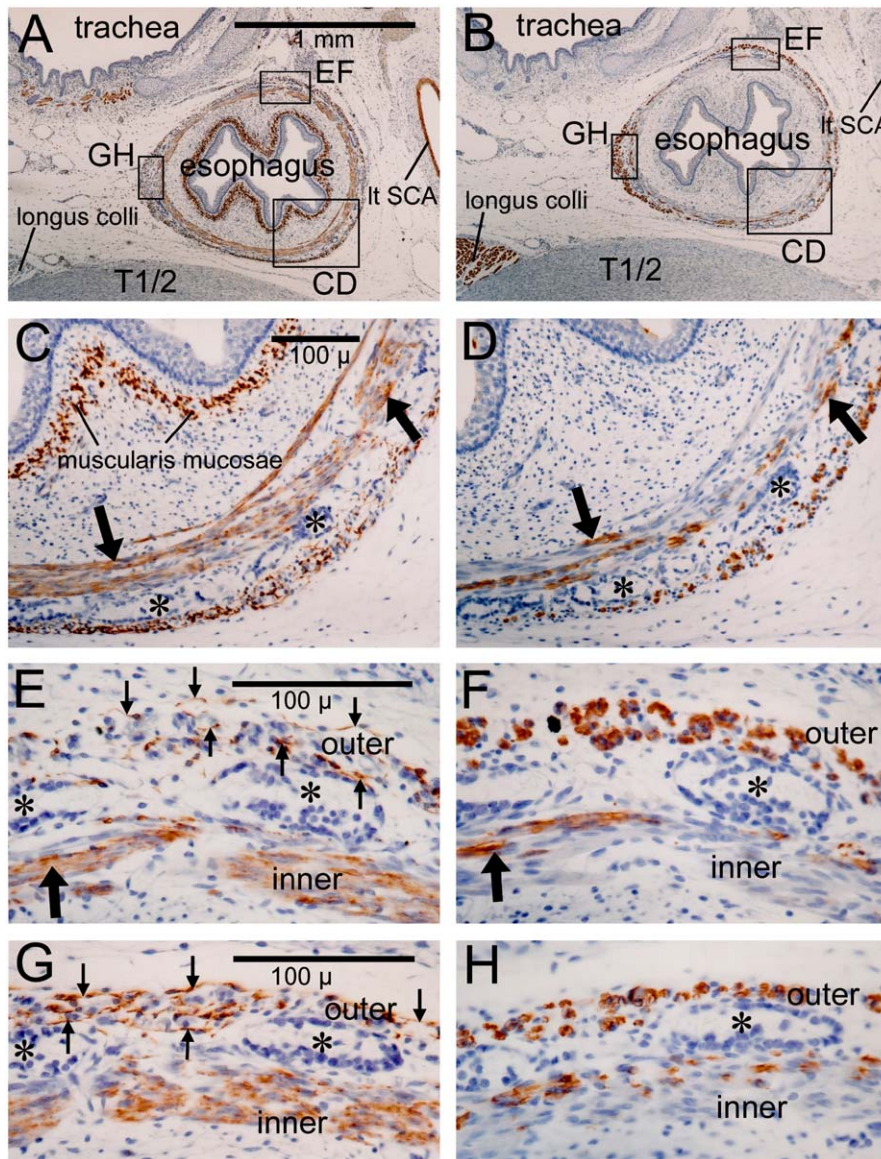 A
trachea
1 mm
EF
GH
esophagus
lt SCA
longus colli
T1/2
CD
B
trachea
EF
GH
esophagus
lt SCA
longus colli
T1/2
CD
C
100 µ
muscularis mucosae
*
*
D
*
*
E
100 µ
outer
*
*
inner
F
outer
*
inner
G
100 µ
outer
*
*
inner
H
outer
*
inner